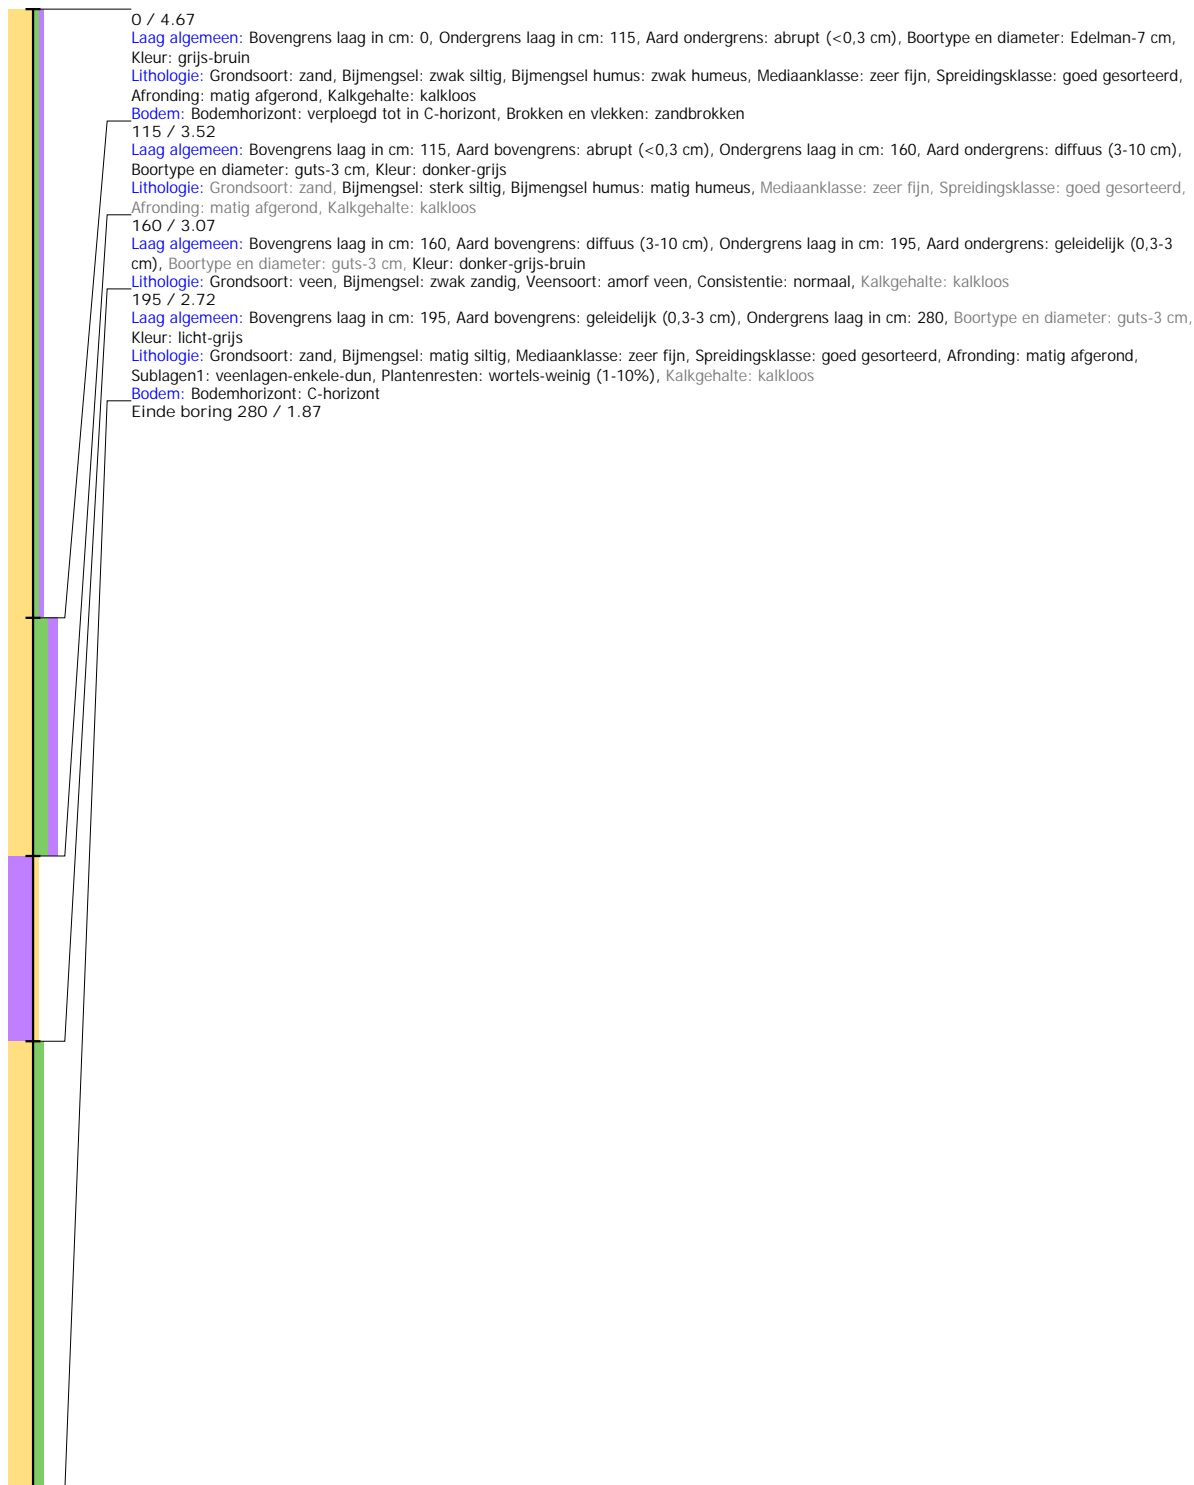 0 / 4.67
Laag algemeen: Bovengrens laag in cm: 0, Ondergrens laag in cm: 115, Aard ondergrens: abrupt (<0,3 cm), Boortype en diameter: Edelman-7 cm,
Kleur: grijs-bruin
Lithologie: Grondsoort: zand, Bijmengsel: zwak siltig, Bijmengsel humus: zwak humeus, Mediaanklasse: zeer fijn, Spreidingsklasse: goed gesorteerd,
Afronding: matig afgerond, Kalkgehalte: kalkloos
Bodem: Bodemhorizont: verploegd tot in C-horizont, Brokken en vlekken: zandbrokken
115 / 3.52
Laag algemeen: Bovengrens laag in cm: 115, Aard bovengrens: abrupt (<0,3 cm), Ondergrens laag in cm: 160, Aard ondergrens: diffuus (3-10 cm),
Boortype en diameter: guts-3 cm, Kleur: donker-grijs
Lithologie: Grondsoort: zand, Bijmengsel: sterk siltig, Bijmengsel humus: matig humeus, Mediaanklasse: zeer fijn, Spreidingsklasse: goed gesorteerd,
Afronding: matig afgerond, Kalkgehalte: kalkloos
160 / 3.07
Laag algemeen: Bovengrens laag in cm: 160, Aard bovengrens: diffuus (3-10 cm), Ondergrens laag in cm: 195, Aard ondergrens: geleidelijk (0,3-3
cm), Boortype en diameter: guts-3 cm, Kleur: donker-grijs-bruin
Lithologie: Grondsoort: veen, Bijmengsel: zwak zandig, Veensoort: amorf veen, Consistentie: normaal, Kalkgehalte: kalkloos
195 / 2.72
Laag algemeen: Bovengrens laag in cm: 195, Aard bovengrens: geleidelijk (0,3-3 cm), Ondergrens laag in cm: 280, Boortype en diameter: guts-3 cm,
Kleur: licht-grijs
Lithologie: Grondsoort: zand, Bijmengsel: matig siltig, Mediaanklasse: zeer fijn, Spreidingsklasse: goed gesorteerd, Afronding: matig afgerond,
Sublagen1: veenlagen-enkele-dun, Plantenresten: wortels-weinig (1-10%), Kalkgehalte: kalkloos
Bodem: Bodemhorizont: C-horizont
Einde boring 280 / 1.87